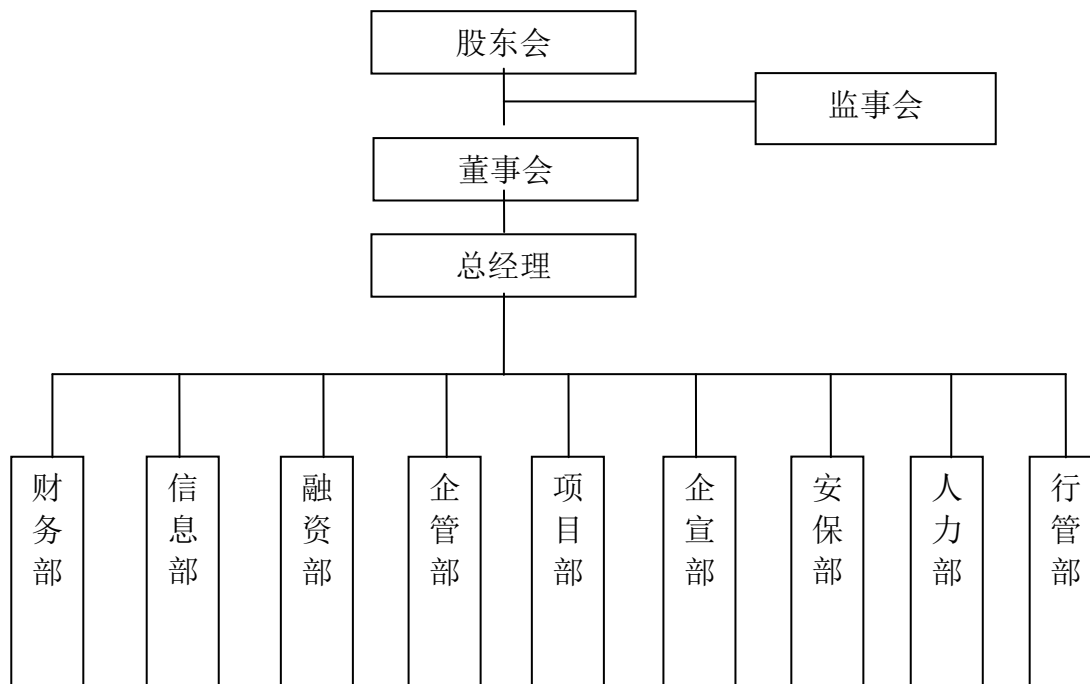 股东会
监事会
董事会
总经理
财务部
信息部
融资部
企管部
项目部
企宣部
安保部
人力部
行管部